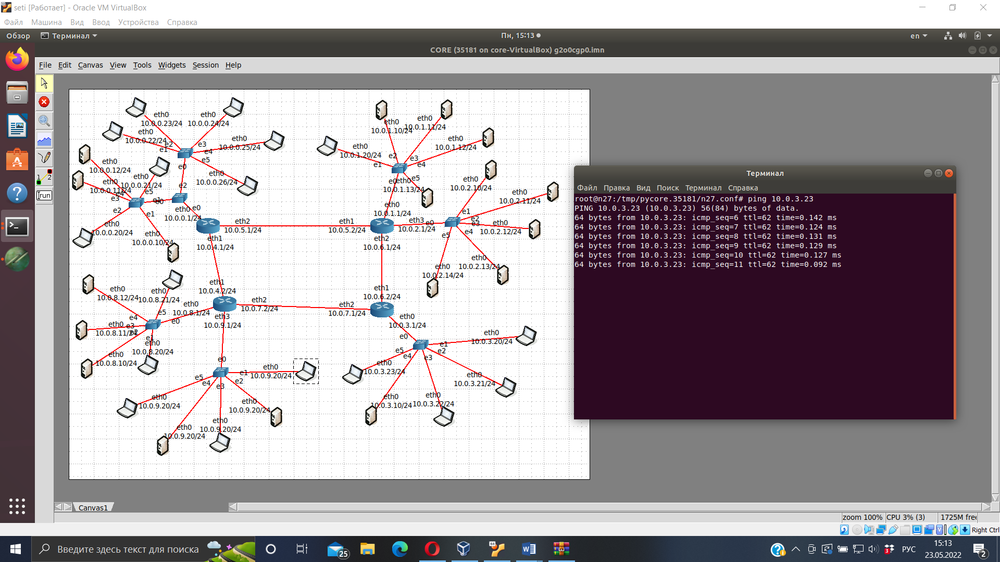 seti [Работает] - Oracle VM VirtualBox
Файл Машина Вид Ввод Устройства Справка
Обзор Терминал Пн, 15:13 en
CORE (35181 on core-VirtualBox) g2o0cgp0.imn
File Edit Canvas View Tools Widgets Session Help
1 2
run
eth0
10.0.0.23/24
eth0
10.0.0.24/24
eth0
10.0.0.22/24
eth0
10.0.0.25/24
e2
e1
e3
e4
e5
e0
eth0
10.0.0.26/24
eth0
10.0.0.12/24
eth0
10.0.0.11/24
eth0
10.0.0.21/24
e4
e3
e5
e1
e0
e2
e2
e1
e0
eth0
10.0.0.1/24
eth0
10.0.0.20/24
eth0
10.0.0.10/24
eth2
10.0.5.1/24
eth1
10.0.4.1/24
eth1
10.0.5.2/24
eth0
10.0.1.10/24
eth0
10.0.1.11/24
eth0
10.0.1.12/24
eth0
10.0.1.20/24
e2
e1
e3
e4
e0
e5
eth0
10.0.1.13/24
eth0
10.0.1.1/24
eth3
10.0.2.1/24
eth2
10.0.6.1/24
eth0
10.0.2.10/24
eth0
10.0.2.11/24
e1
e0
e2
e3
e4
e5
eth0
10.0.2.12/24
eth0
10.0.2.13/24
eth0
10.0.2.14/24
eth1
10.0.4.2/24
eth0
10.0.8.12/24
eth0
10.0.8.21/24
eth0
10.0.8.1/24
eth2
10.0.7.2/24
eth3
10.0.9.1/24
e4
e5
e3
e0
e2
e1
eth0
10.0.8.11/24
eth0
10.0.8.20/24
eth0
10.0.8.10/24
eth1
10.0.6.2/24
eth2
10.0.7.1/24
eth0
10.0.3.1/24
e0
e1
e5
e2
e4
e3
eth0
10.0.3.20/24
eth0
10.0.3.23/24
eth0
10.0.3.21/24
eth0
10.0.3.10/24
eth0
10.0.3.22/24
e0
e1
e5
e4
e2
e3
eth0
10.0.9.20/24
eth0
10.0.9.20/24
eth0
10.0.9.20/24
eth0
10.0.9.20/24
eth0
10.0.9.20/24
Терминал
Файл Правка Вид Поиск Терминал Справка
root@n27:/tmp/pycore.35181/n27.conf# ping 10.0.3.23
PING 10.0.3.23 (10.0.3.23) 56(84) bytes of data.
64 bytes from 10.0.3.23: icmp_seq=6 ttl=62 time=0.142 ms
64 bytes from 10.0.3.23: icmp_seq=7 ttl=62 time=0.124 ms
64 bytes from 10.0.3.23: icmp_seq=8 ttl=62 time=0.131 ms
64 bytes from 10.0.3.23: icmp_seq=9 ttl=62 time=0.129 ms
64 bytes from 10.0.3.23: icmp_seq=10 ttl=62 time=0.127 ms
64 bytes from 10.0.3.23: icmp_seq=11 ttl=62 time=0.092 ms
Canvas1
zoom 100% CPU 3% (3) 1725M free
Right Ctrl
Введите здесь текст для поиска
25
64
3
РУС
15:13
23.05.2022
2